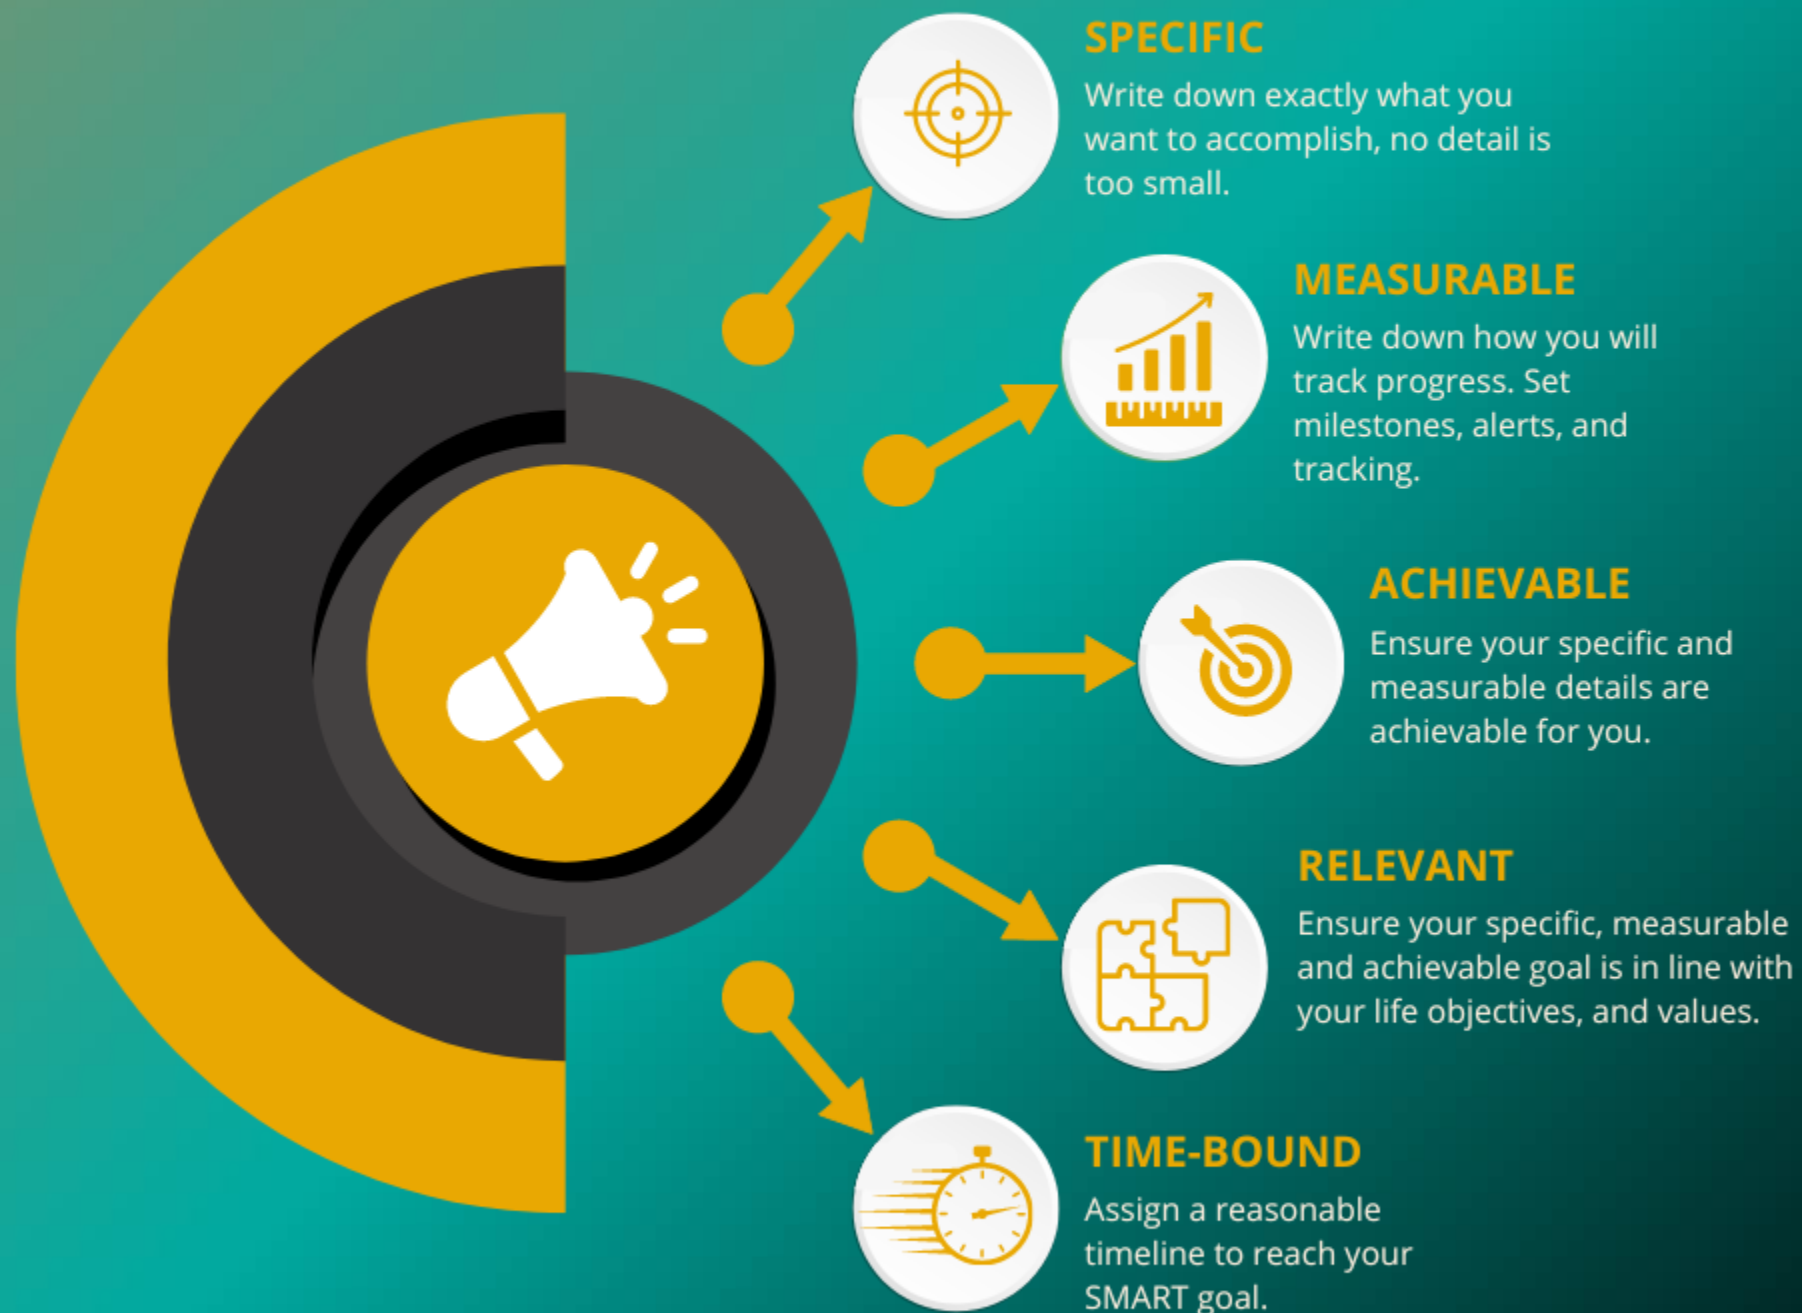 SPECIFIC
Write down exactly what you
want to accomplish, no detail is
too small.
MEASURABLE
Write down how you will
track progress. Set
milestones, alerts, and
tracking.
ACHIEVABLE
Ensure your specific and
measurable details are
achievable for you.
RELEVANT
Ensure your specific, measurable
and achievable goal is in line with
your life objectives, and values.
TIME-BOUND
Assign a reasonable
timeline to reach your
SMART goal.